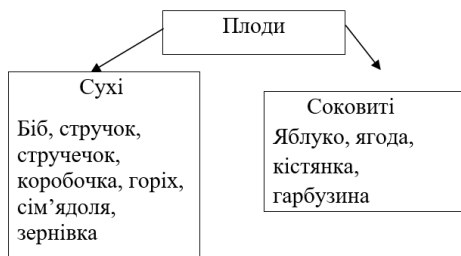 Плоди
Сухі
Біб, стручок,
стручечок,
коробочка, горіх,
сім’ядоля,
зернівка
Соковиті
Яблуко, ягода,
кістянка,
гарбузина